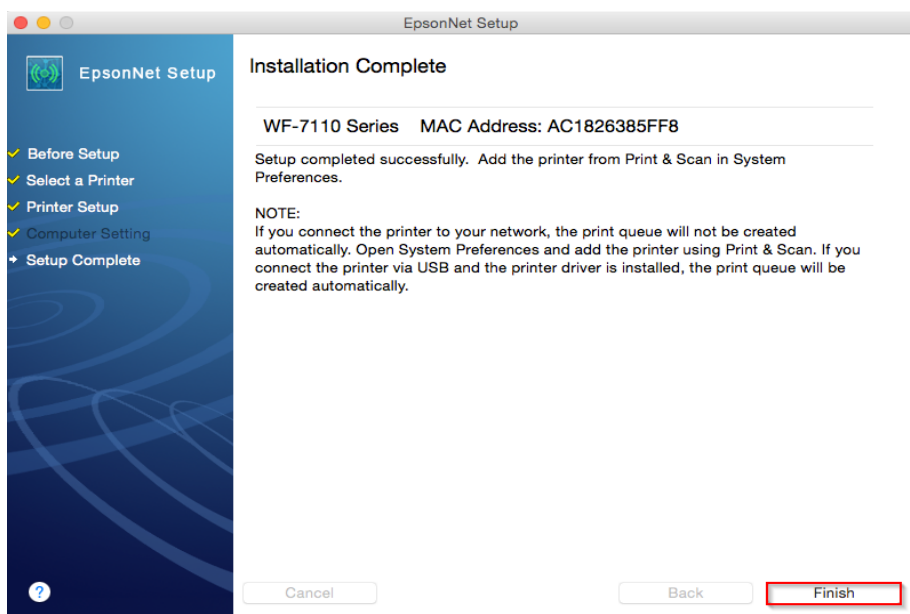 EpsonNet Setup
EpsonNet Setup
Before Setup
Select a Printer
Printer Setup
Computer Setting
Setup Complete
Installation Complete
WF-7110 Series MAC Address: AC1826385FF8
Setup completed successfully. Add the printer from Print & Scan in System
Preferences.
NOTE:
If you connect the printer to your network, the print queue will not be created
automatically. Open System Preferences and add the printer using Print & Scan. If you
connect the printer via USB and the printer driver is installed, the print queue will be
created automatically.
?
Cancel
Back
Finish